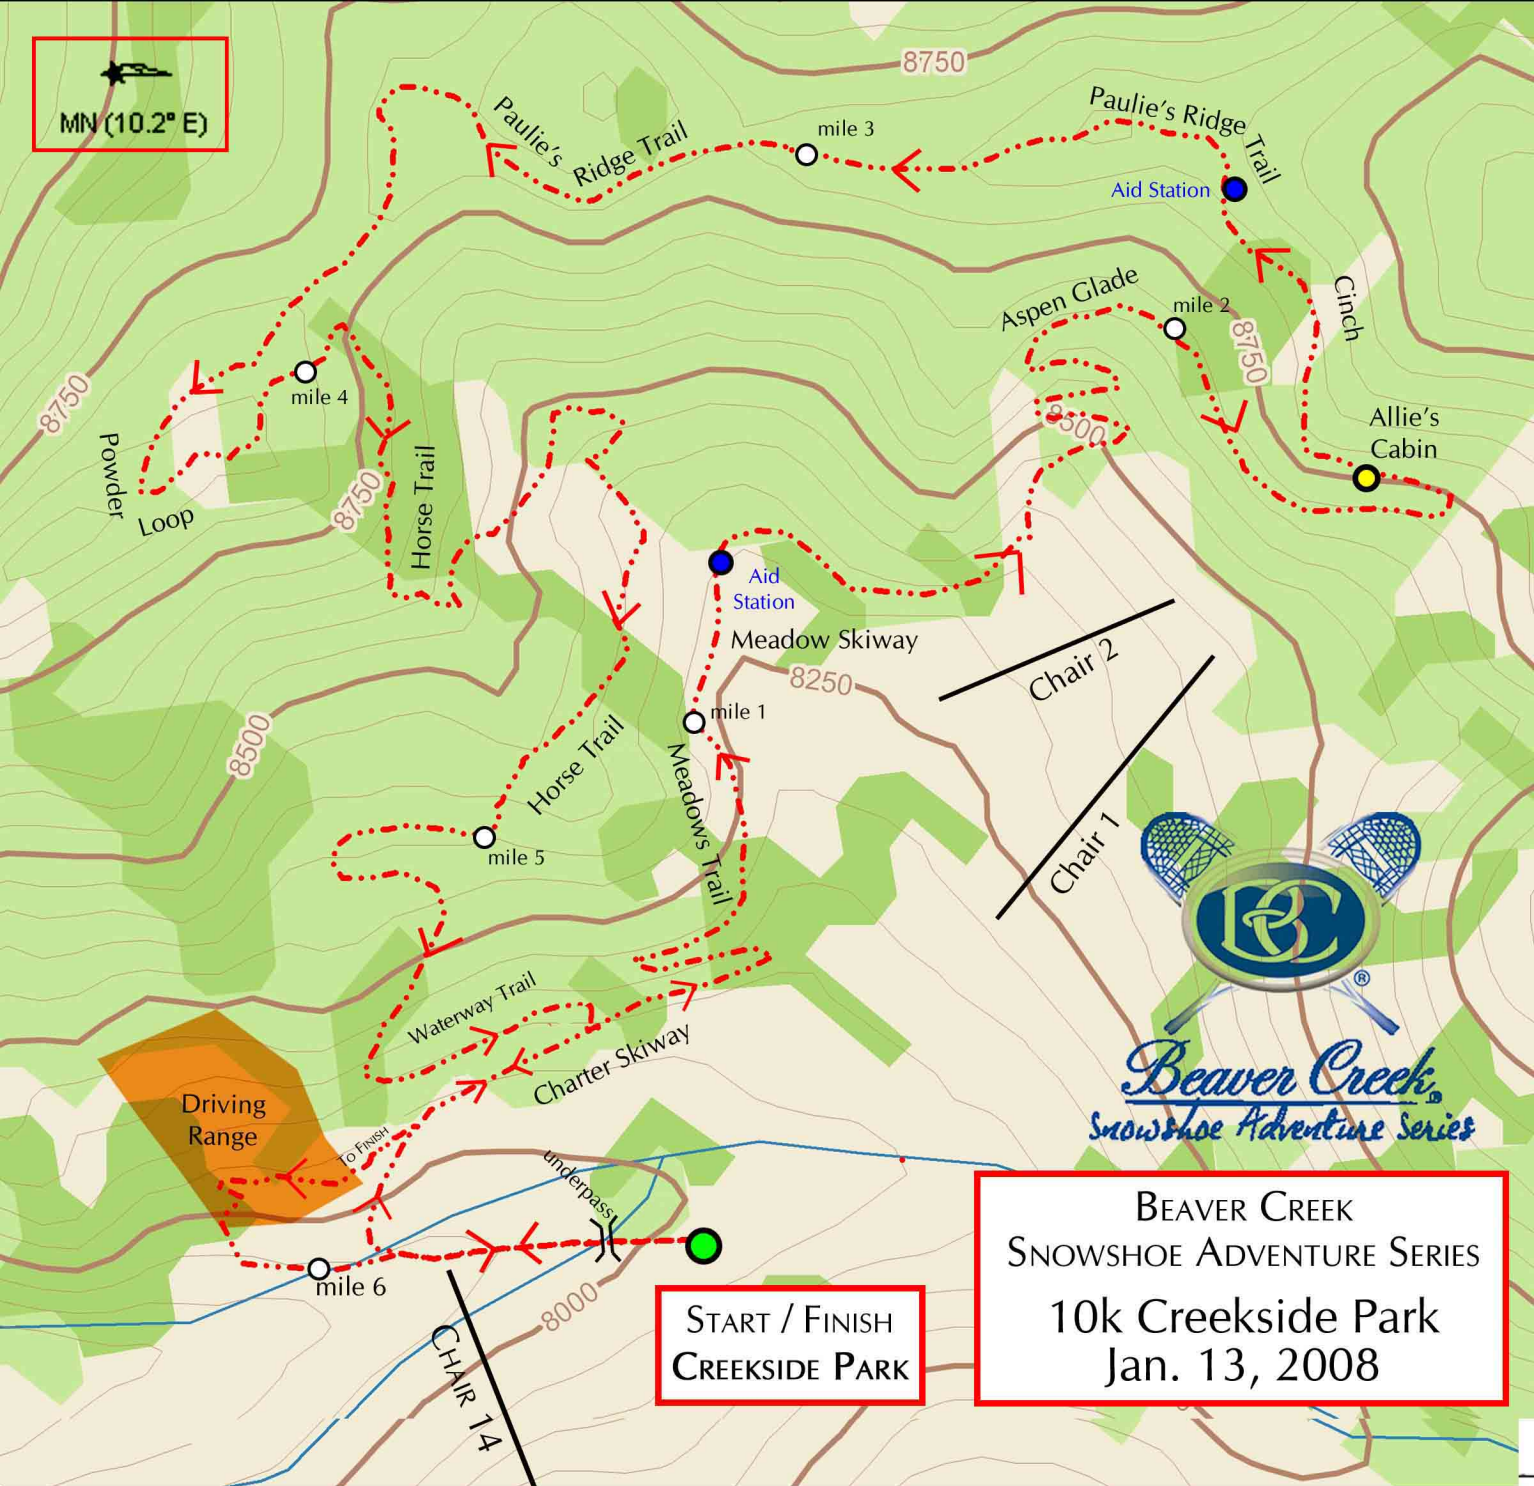 MN (10.2° E)
8750
Paulie's Ridge Trail
mile 3
Paulie's
Ridge Trail
Aid Station
Aspen Glade
mile 2
Cinch
8750
8750
mile 4
Allie's
Cabin
8500
Powder
Loop
8750
Horse Trail
Aid
Station
Meadow Skiway
8250
Chair 2
mile 1
8500
Horse Trail
Meadows Trail
Chair 1
mile 5
BC
®
Waterway Trail
Charter Skiway
Beaver Creek®
Snowshoe Adventure Series
Driving
Range
To Finish
underpass
mile 6
8000
Chair 14
Start / Finish
Creekside Park
Beaver Creek
Snowshoe Adventure Series
10k Creekside Park
Jan. 13, 2008